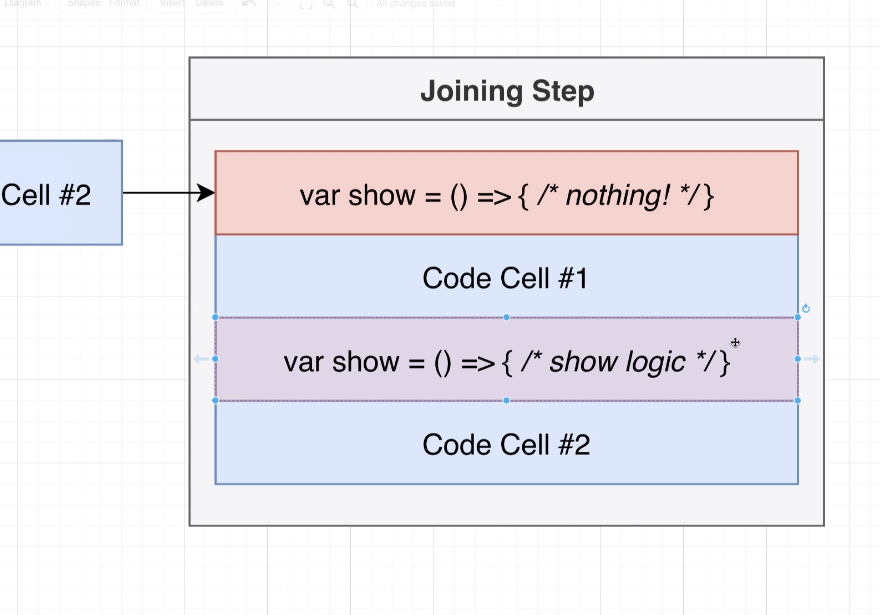 Diagram Shapes Format Insert Delete All changes saved
Joining Step
Cell #2
var show = () => { /* nothing! */ }
Code Cell #1
var show = () => { /* show logic */ }
Code Cell #2